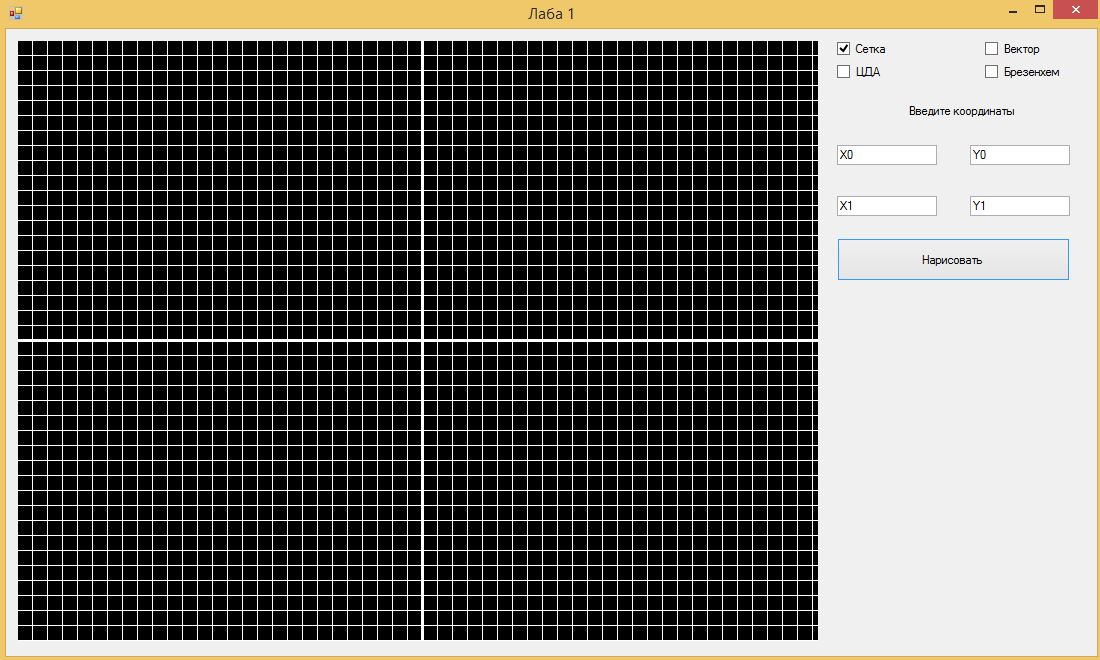 Лаба 1
Сетка Вектор
ЦДА Брезенхем
Введите координаты
X0 Y0
X1 Y1
Нарисовать